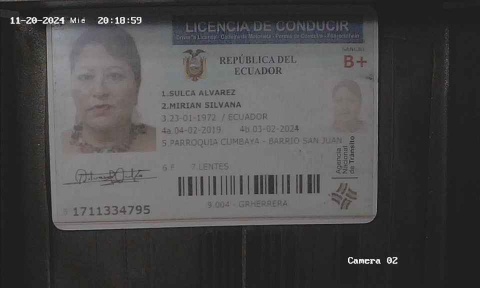 11-20-2024 Mié 20:18:59
LICENCIA DE CONDUCIR
REPÚBLICA DEL
ECUADOR
SANGRE
B+
1.SULCA ALVAREZ
2.MIRIAN SILVANA
3.23-01-1972 / ECUADOR
4a.04-02-2019 4b.03-02-2024
5.PARROQUIA CUMBAYA - BARRIO SAN JUAN
7.LENTES
Agencia
Nacional
de Tránsito
9.004 - GRHERRERA
1711334795
Camera 02